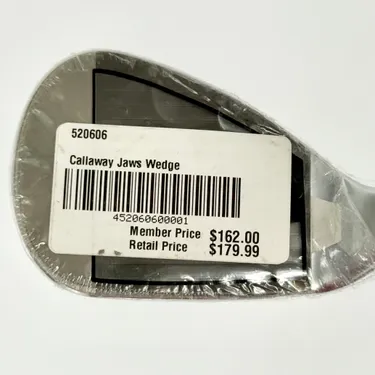 520606
Callaway Jaws Wedge
452060600001
Member Price $162.00
Retail Price $179.99